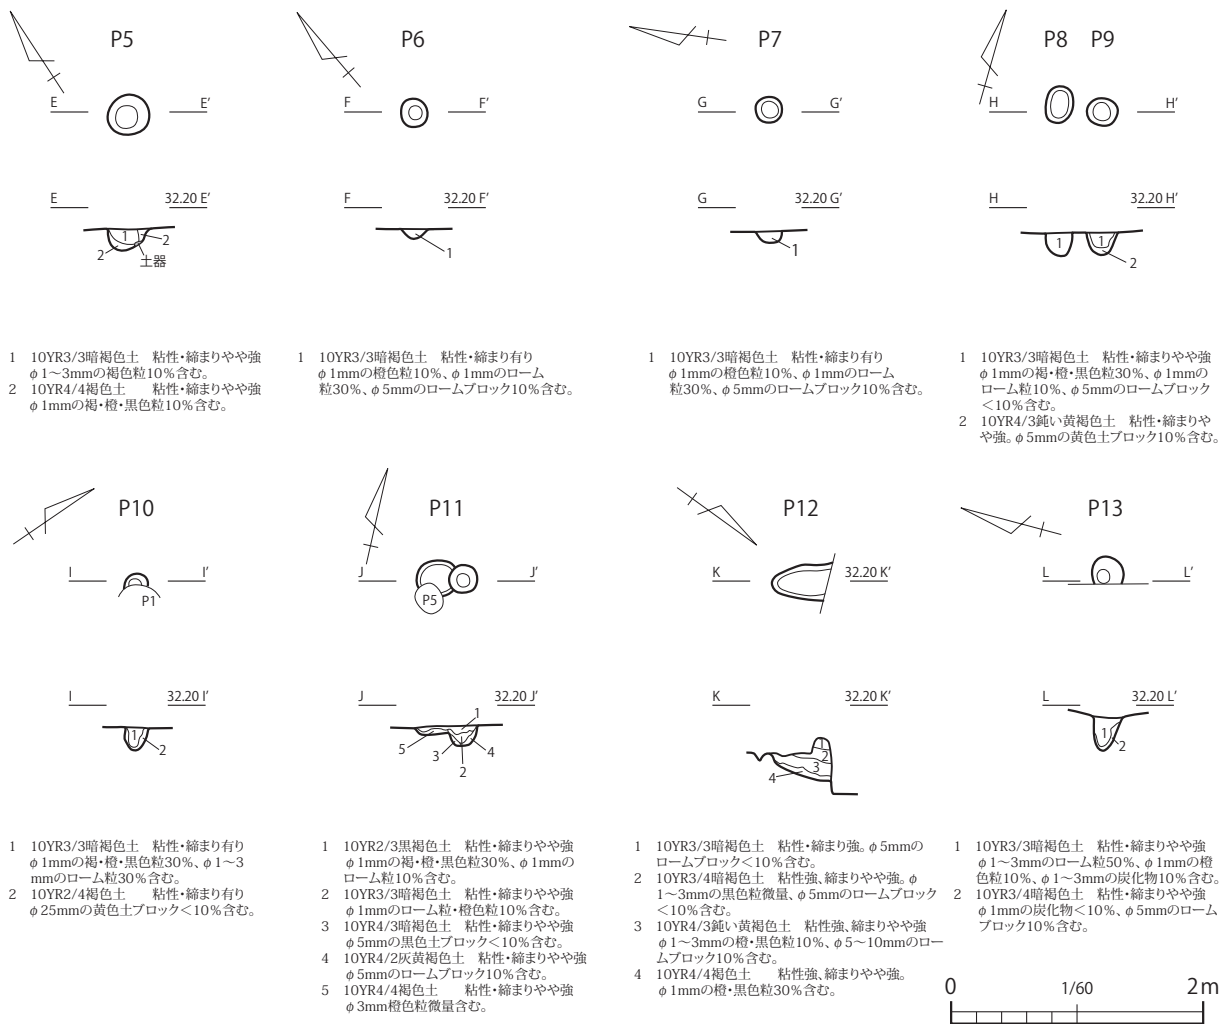 P5
E
E′
E
32.20 E′
1
2
2
土器
1 10YR3/3暗褐色土 粘性・締まりやや強
φ1～3mmの褐色粒10％含む。
2 10YR4/4褐色土 粘性・締まりやや強
φ1mmの褐・橙・黒色粒10％含む。
P6
F
F′
F
32.20 F′
1
1 10YR3/3暗褐色土 粘性・締まり有り
φ1mmの橙色粒10％、φ1mmのローム
粒30％、φ5mmのロームブロック10％含む。
P7
G
G′
G
32.20 G′
1
1 10YR3/3暗褐色土 粘性・締まり有り
φ1mmの橙色粒10％、φ1mmのローム
粒30％、φ5mmのロームブロック10％含む。
P8 P9
H
H′
H
32.20 H′
1
1
2
1 10YR3/3暗褐色土 粘性・締まりやや強
φ1mmの褐・橙・黒色粒30％、φ1mmの
ローム粒10％、φ5mmのロームブロック
＜10％含む。
2 10YR4/3鈍い黄褐色土 粘性・締まりや
や強。φ5mmの黄色土ブロック10％含む。
P10
I
I′
P1
I
32.20 I′
1
2
1 10YR3/3暗褐色土 粘性・締まり有り
φ1mmの褐・橙・黒色粒30％、φ1～3
mmのローム粒30％含む。
2 10YR2/4褐色土 粘性・締まり有り
φ25mmの黄色土ブロック＜10％含む。
P11
J
J′
P5
J
32.20 J′
1
5
3
4
2
1 10YR2/3黒褐色土 粘性・締まりやや強
φ1mmの褐・橙・黒色粒30％、φ1mmの
ローム粒10％含む。
2 10YR3/3暗褐色土 粘性・締まりやや強
φ1mmのローム粒・橙色粒10％含む。
3 10YR4/3暗褐色土 粘性・締まりやや強
φ5mmの黒色土ブロック＜10％含む。
4 10YR4/2灰黄褐色土 粘性・締まりやや強
φ5mmのロームブロック10％含む。
5 10YR4/4褐色土 粘性・締まりやや強
φ3mm橙色粒微量含む。
P12
K
32.20 K′
K
32.20 K′
1
2
3
4
1 10YR3/3暗褐色土 粘性・締まり強。φ5mmの
ロームブロック＜10％含む。
2 10YR3/4暗褐色土 粘性強、締まりやや強。φ
1～3mmの黒色粒微量、φ5mmのロームブロック
＜10％含む。
3 10YR4/3鈍い黄褐色土 粘性強、締まりやや強
φ1～3mmの橙・黒色粒10％、φ5～10mmのロー
ムブロック10％含む。
4 10YR4/4褐色土 粘性強、締まりやや強。
φ1mmの橙・黒色粒30％含む。
P13
L
L′
L
32.20 L′
1
2
1 10YR3/3暗褐色土 粘性・締まりやや強
φ1～3mmのローム粒50％、φ1mmの橙
色粒10％、φ1～3mmの炭化物10％含む。
2 10YR3/4暗褐色土 粘性・締まりやや強
φ1mmの炭化物＜10％、φ5mmのローム
ブロック10％含む。
0 1/60 2m